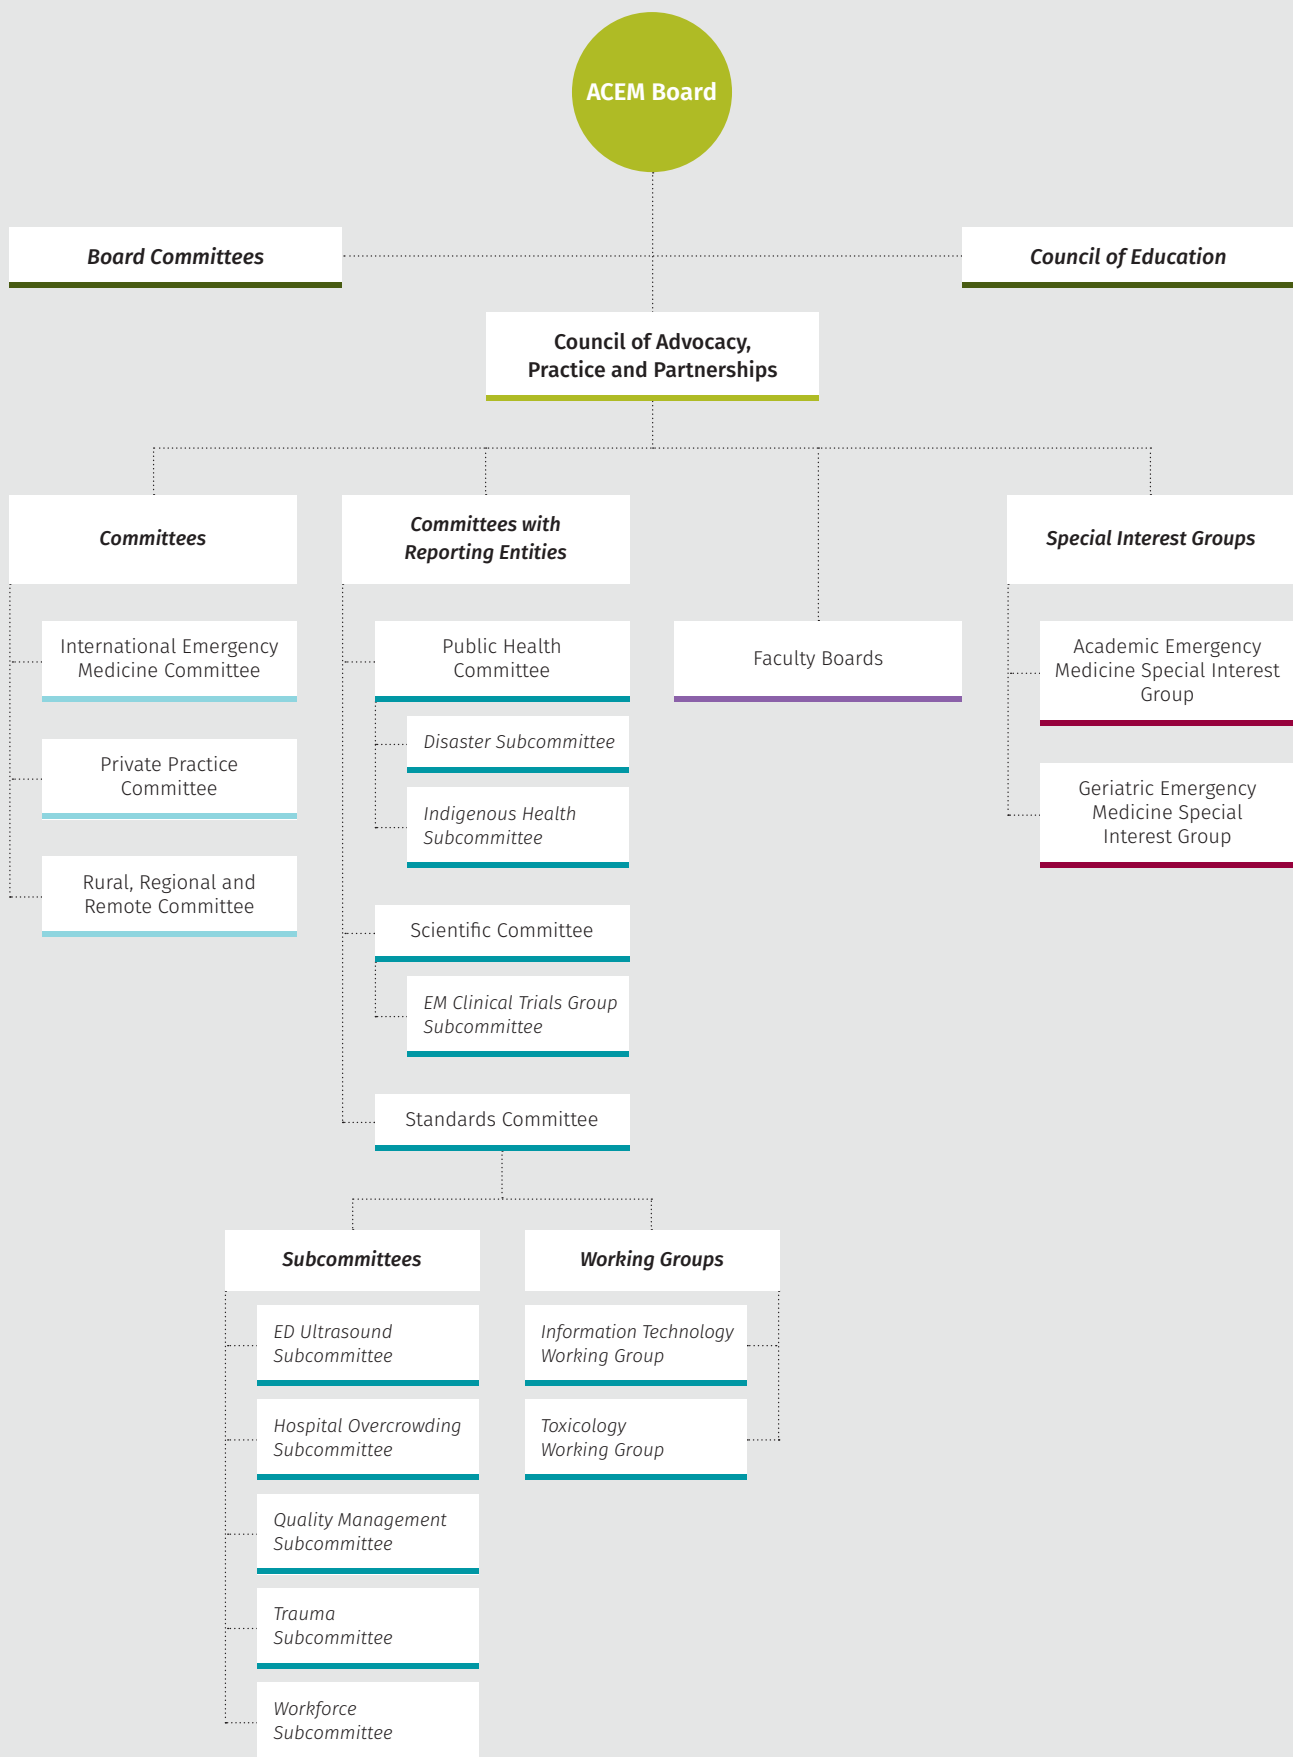 ACEM Board
Board Committees
Council of Education
Council of Advocacy,
Practice and Partnerships
Committees
International Emergency
Medicine Committee
Private Practice
Committee
Rural, Regional and
Remote Committee
Committees with
Reporting Entities
Public Health
Committee
Disaster Subcommittee
Indigenous Health
Subcommittee
Scientific Committee
EM Clinical Trials Group
Subcommittee
Standards Committee
Subcommittees
ED Ultrasound
Subcommittee
Hospital Overcrowding
Subcommittee
Quality Management
Subcommittee
Trauma
Subcommittee
Workforce
Subcommittee
Working Groups
Information Technology
Working Group
Toxicology
Working Group
Faculty Boards
Special Interest Groups
Academic Emergency
Medicine Special Interest
Group
Geriatric Emergency
Medicine Special
Interest Group